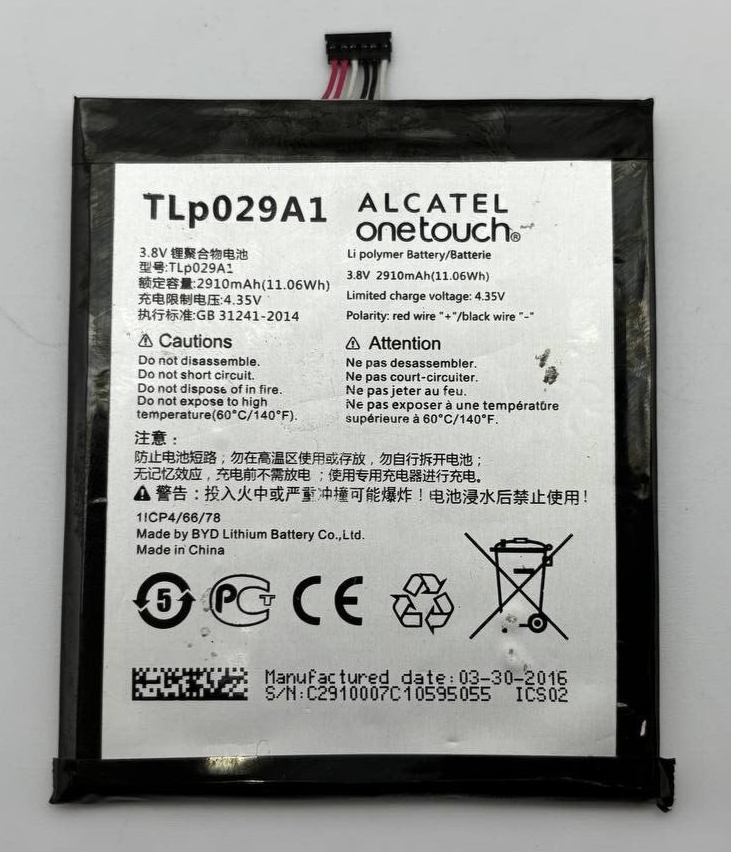 TLp029A1
ALCATEL
onetouch®
3.8V 锂聚合物电池
型号:TLp029A1
额定容量:2910mAh(11.06Wh)
充电限制电压:4.35V
执行标准:GB 31241-2014
Li polymer Battery/Batterie
3.8V 2910mAh(11.06Wh)
Limited charge voltage: 4.35V
Polarity: red wire "+"/black wire "-"
Cautions
Do not disassemble.
Do not short circuit.
Do not dispose of in fire.
Do not expose to high
temperature(60°C/140°F).
Attention
Ne pas desassembler.
Ne pas court-circuiter.
Ne pas jeter au feu.
Ne pas exposer à une température
supérieure à 60°C/140°F.
注意：
防止电池短路；勿在高温区使用或存放，勿自行拆开电池；
无记忆效应，充电前不需放电；使用专用充电器进行充电。
警告：投入火中或严重冲撞可能爆炸！电池浸水后禁止使用！
1ICP4/66/78
Made by BYD Lithium Battery Co.,Ltd.
Made in China
5 PCT CE
Manufactured date:03-30-2016
S/N:C2910007C10595055 ICS02